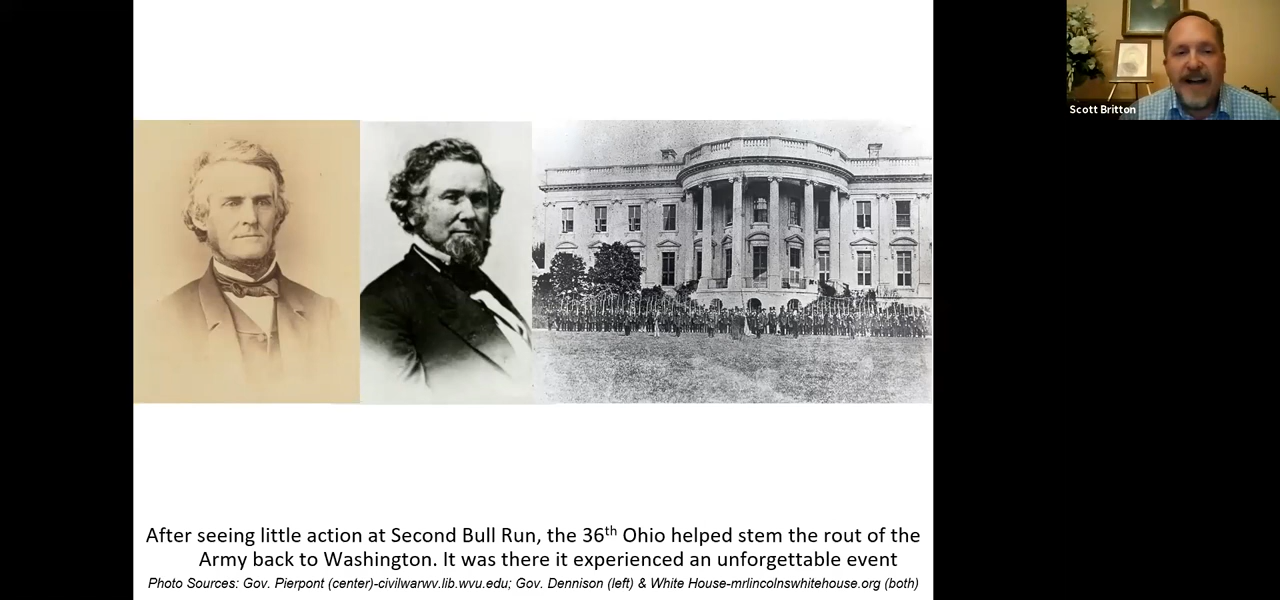 Scott Britton
After seeing little action at Second Bull Run, the 36th Ohio helped stem the rout of the
Army back to Washington. It was there it experienced an unforgettable event
Photo Sources: Gov. Pierpont (center)-civilwarwv.lib.wvu.edu; Gov. Dennison (left) & White House-mrlincolnswhitehouse.org (both)